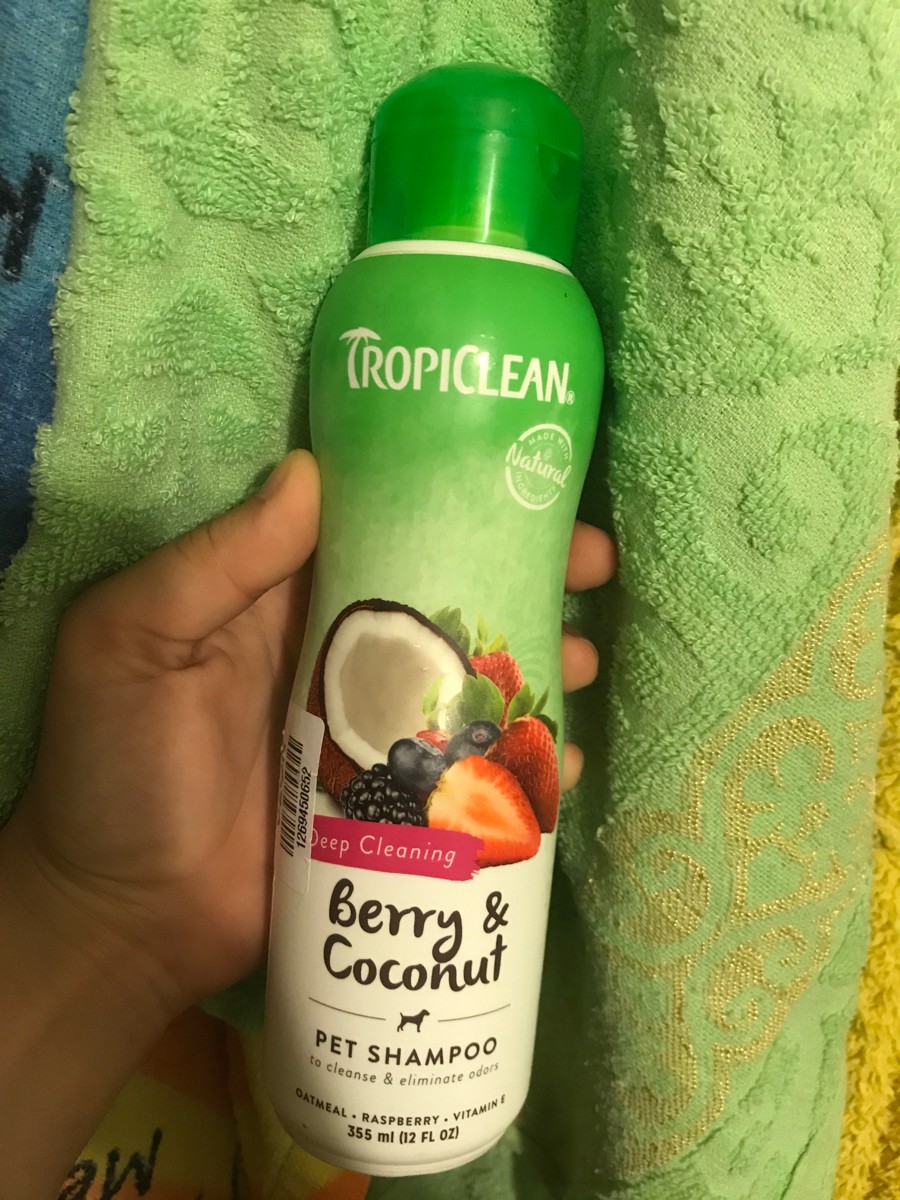 TROPICLEAN®
MADE WITH
Natural
INGREDIENTS
1269450652
Deep Cleaning
Berry &
Coconut
PET SHAMPOO
to cleanse & eliminate odors
OATMEAL • RASPBERRY • VITAMIN E
355 ml (12 FL OZ)